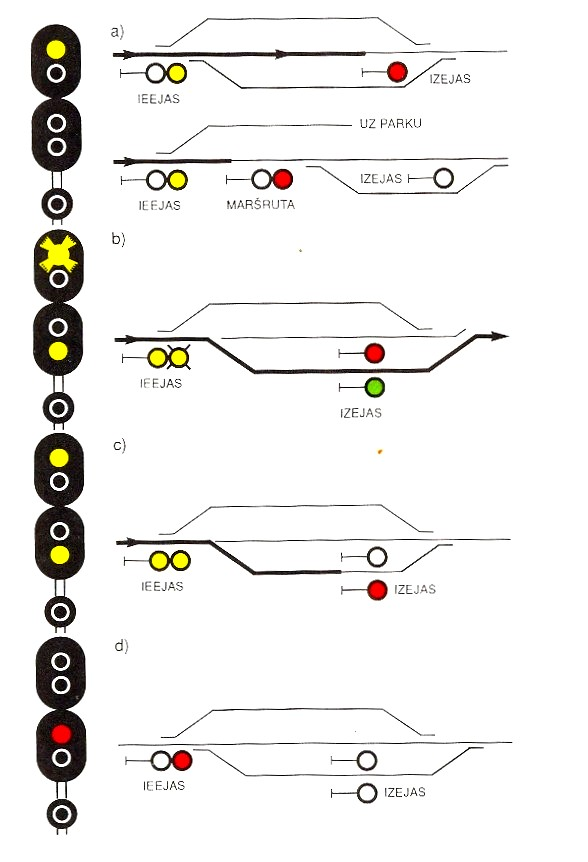 a)
IEEJAS
IZEJAS
UZ PARKU
IZEJAS
IEEJAS
MARŠRUTA
b)
IEEJAS
IZEJAS
c)
IEEJAS
IZEJAS
d)
IEEJAS
IZEJAS